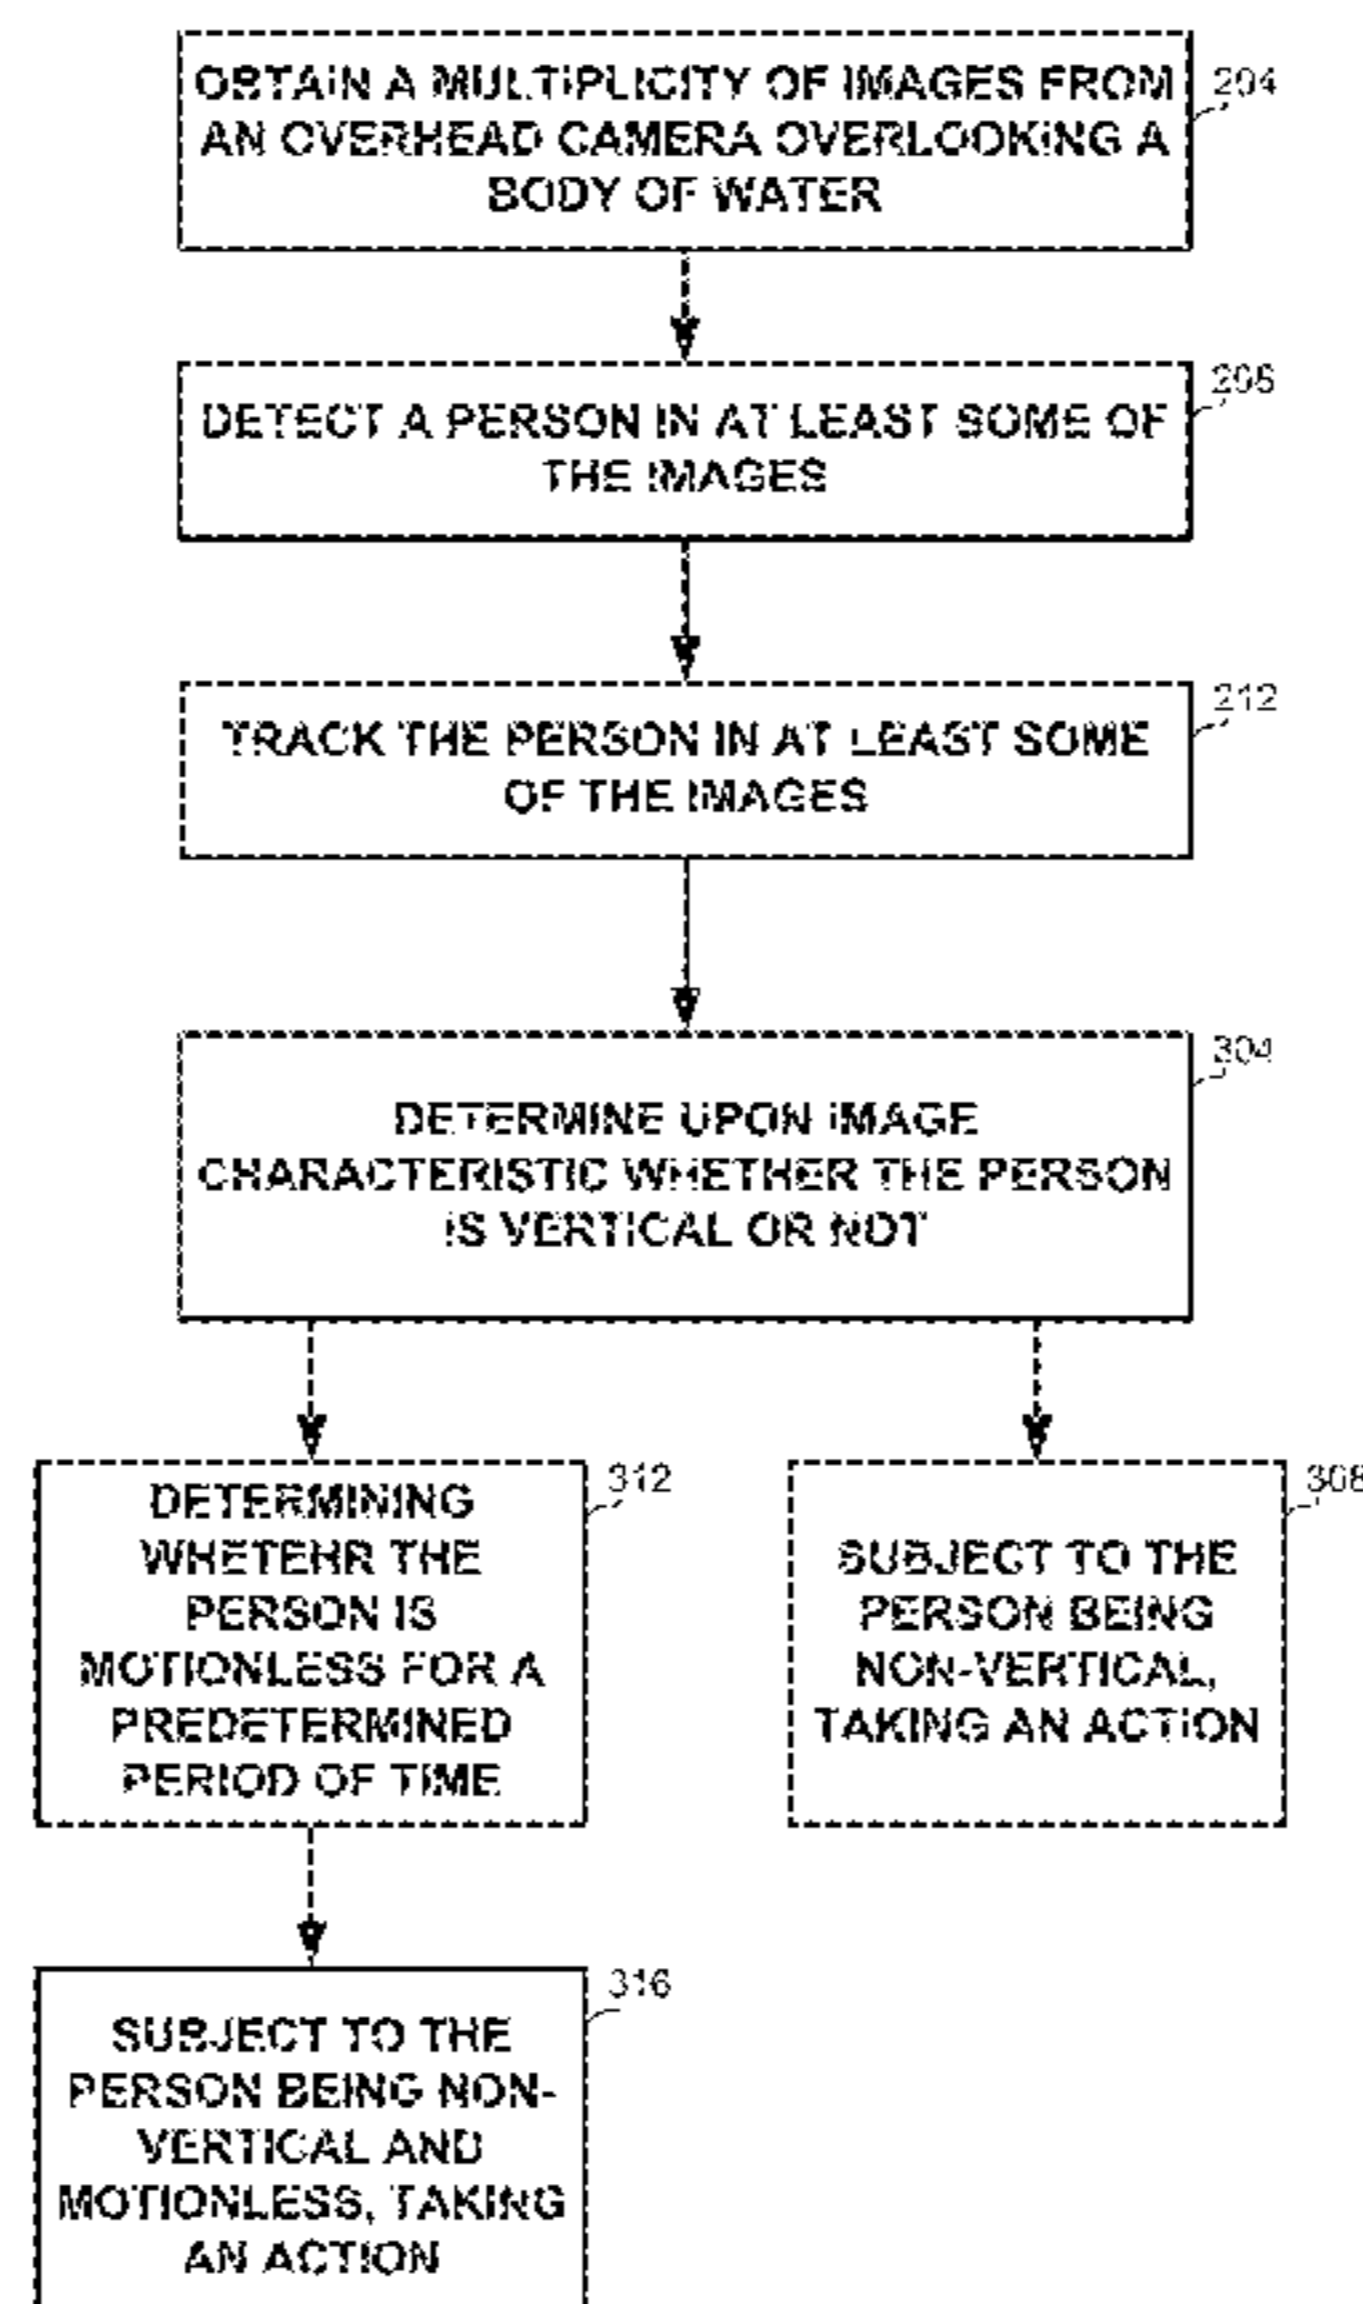 OBTAIN A MULTIPLICITY OF IMAGES FROM
AN OVERHEAD CAMERA OVERLOOKING A
BODY OF WATER
204
DETECT A PERSON IN AT LEAST SOME OF
THE IMAGES
208
TRACK THE PERSON IN AT LEAST SOME
OF THE IMAGES
212
DETERMINE UPON IMAGE
CHARACTERISTIC WHETHER THE PERSON
IS VERTICAL OR NOT
304
DETERMINING
WHETEHR THE
PERSON IS
MOTIONLESS FOR A
PREDETERMINED
PERIOD OF TIME
312
SUBJECT TO THE
PERSON BEING
NON-VERTICAL,
TAKING AN ACTION
308
SUBJECT TO THE
PERSON BEING NON-
VERTICAL AND
MOTIONLESS, TAKING
AN ACTION
316